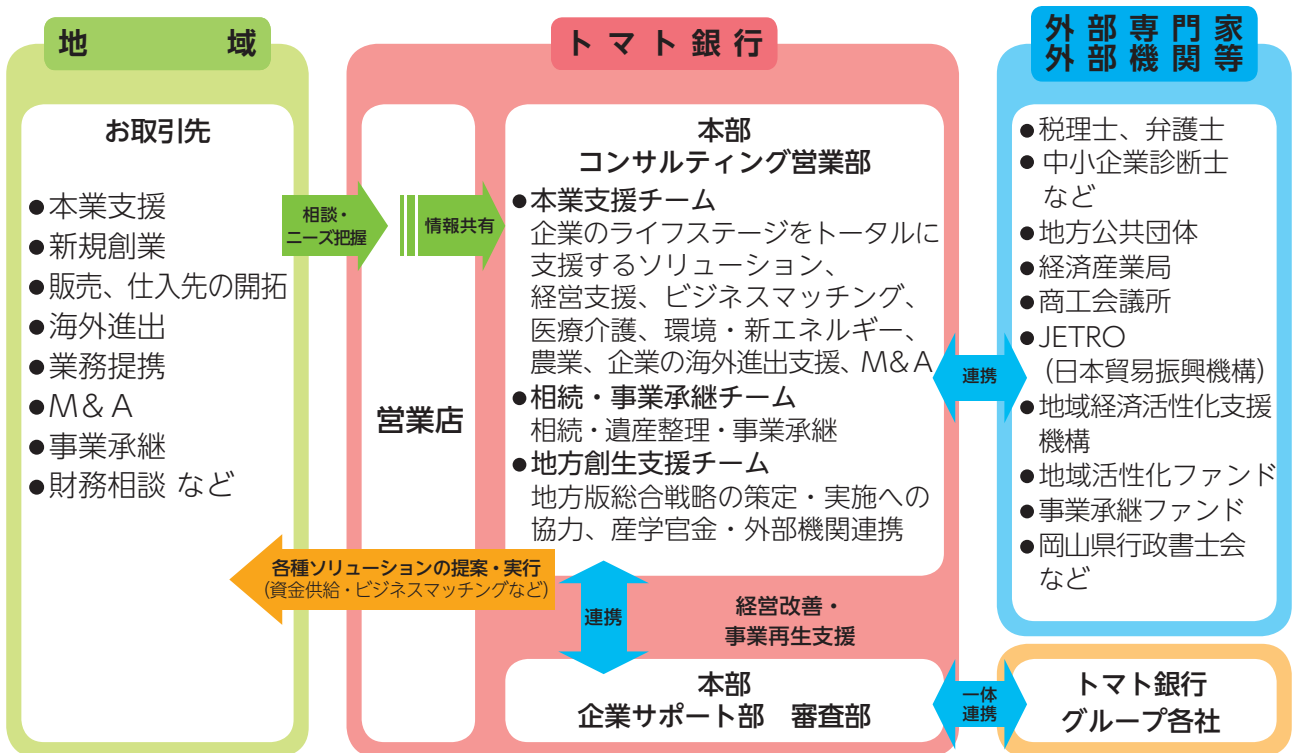 地域
お取引先
●本業支援
●新規創業
●販売、仕入先の開拓
●海外進出
●業務提携
●M＆A
●事業承継
●財務相談 など
相談・
ニーズ把握
情報共有
トマト銀行
営業店
本部
コンサルティング営業部
●本業支援チーム
企業のライフステージをトータルに
支援するソリューション、
経営支援、ビジネスマッチング、
医療介護、環境・新エネルギー、
農業、企業の海外進出支援、M＆A
●相続・事業承継チーム
相続・遺産整理・事業承継
●地方創生支援チーム
地方版総合戦略の策定・実施への
協力、産学官金・外部機関連携
各種ソリューションの提案・実行
(資金供給・ビジネスマッチングなど)
連携
経営改善・
事業再生支援
本部
企業サポート部　審査部
連携
一体
連携
外部専門家
外部機関等
●税理士、弁護士
●中小企業診断士
など
●地方公共団体
●経済産業局
●商工会議所
●JETRO
（日本貿易振興機構）
●地域経済活性化支援
機構
●地域活性化ファンド
●事業承継ファンド
●岡山県行政書士会
など
トマト銀行
グループ各社